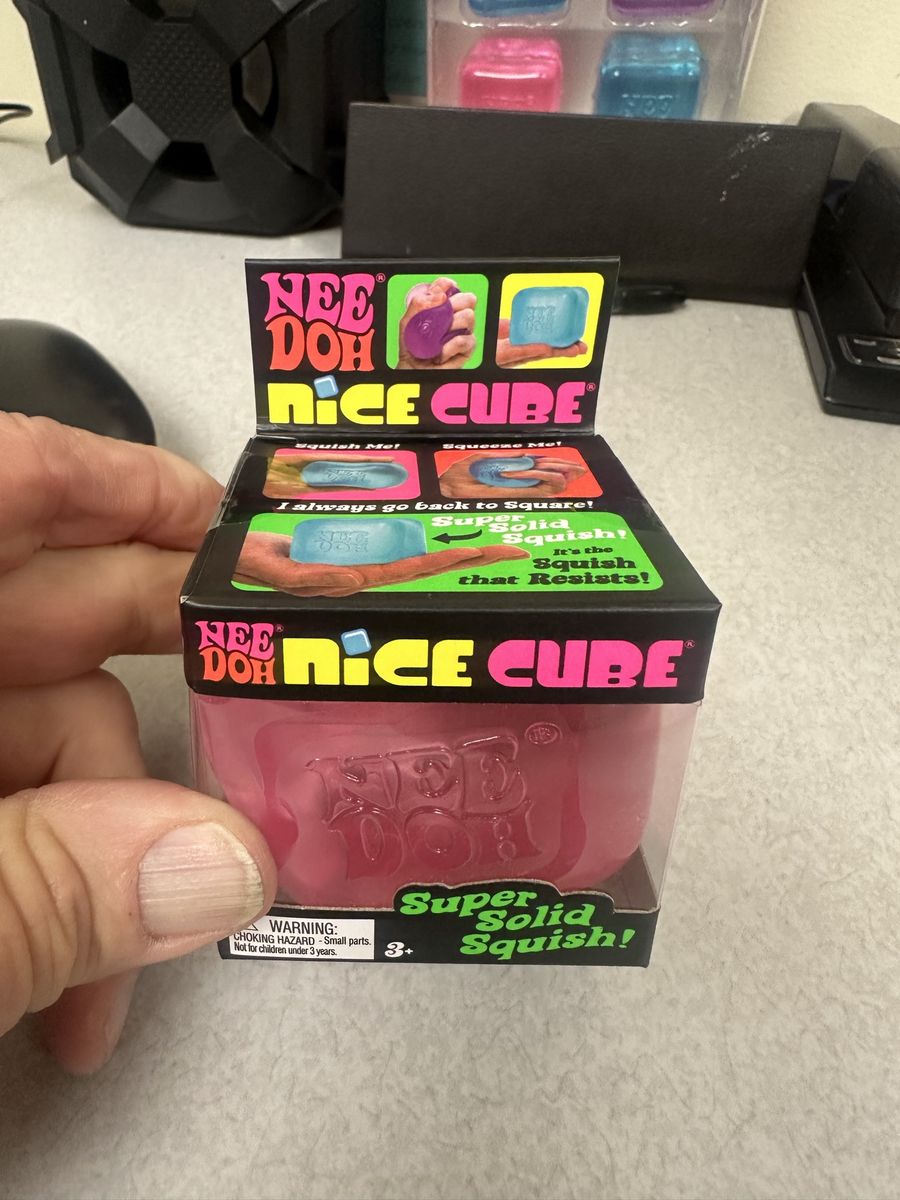 NEE®
DOH
NiCE CUBE®
Squish Me! Squeeze Me!
I always go back to Square!
Super
Solid
Squish!
It's the
Squish
that Resists!
NEE®
DOH
NiCE CUBE®
NEE®
DOH
Super
Solid
Squish!
WARNING:
CHOKING HAZARD - Small parts.
Not for children under 3 years.
3+